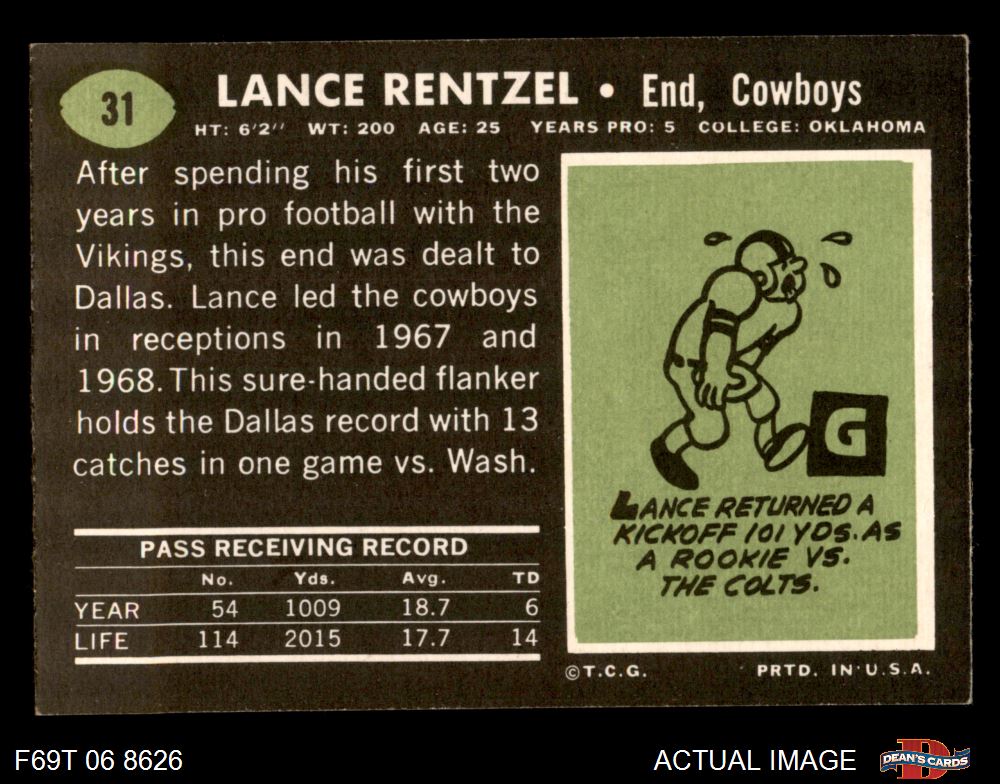 31
LANCE RENTZEL • End, Cowboys
HT: 6'2" WT: 200 AGE: 25 YEARS PRO: 5 COLLEGE: OKLAHOMA
After spending his first two
years in pro football with the
Vikings, this end was dealt to
Dallas. Lance led the cowboys
in receptions in 1967 and
1968. This sure-handed flanker
holds the Dallas record with 13
catches in one game vs. Wash.
PASS RECEIVING RECORD
No. Yds. Avg. TD
YEAR 54 1009 18.7 6
LIFE 114 2015 17.7 14
G
LANCE RETURNED A
KICKOFF 101 YDS. AS
A ROOKIE VS.
THE COLTS.
©T.C.G. PRTD. IN U.S.A.
F69T 06 8626
ACTUAL IMAGE
D
DEAN'S CARDS